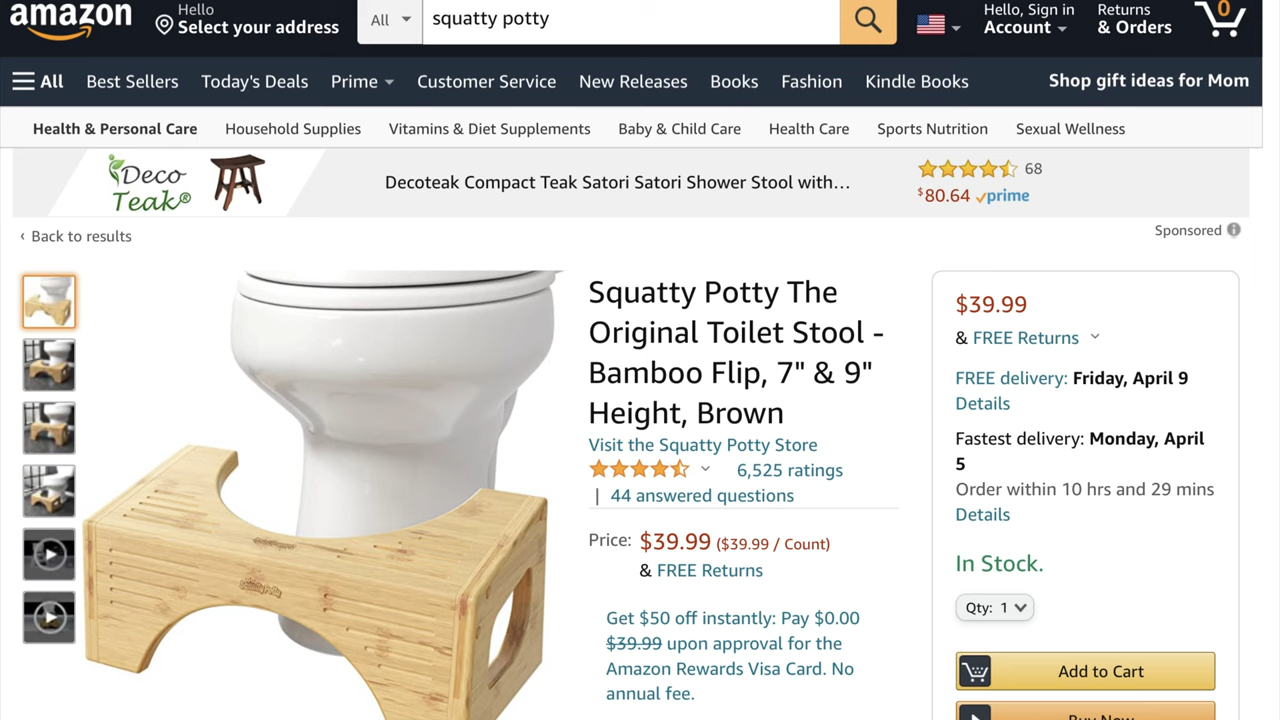 amazon
Hello
Select your address
All
squatty potty
Hello, Sign in
Account
Returns
& Orders
0
All
Best Sellers
Today's Deals
Prime
Customer Service
New Releases
Books
Fashion
Kindle Books
Shop gift ideas for Mom
Health & Personal Care
Household Supplies
Vitamins & Diet Supplements
Baby & Child Care
Health Care
Sports Nutrition
Sexual Wellness
Deco
Teak®
Decoteak Compact Teak Satori Satori Shower Stool with…
68
$80.64 prime
‹ Back to results
Sponsored
Squatty Potty The
Original Toilet Stool -
Bamboo Flip, 7" & 9"
Height, Brown
Visit the Squatty Potty Store
6,525 ratings
| 44 answered questions
Price: $39.99 ($39.99 / Count)
& FREE Returns
Get $50 off instantly: Pay $0.00
$39.99 upon approval for the
Amazon Rewards Visa Card. No
annual fee.
$39.99
& FREE Returns
FREE delivery: Friday, April 9
Details
Fastest delivery: Monday, April
5
Order within 10 hrs and 29 mins
Details
In Stock.
Qty: 1
Add to Cart
Buy Now
squatty potty